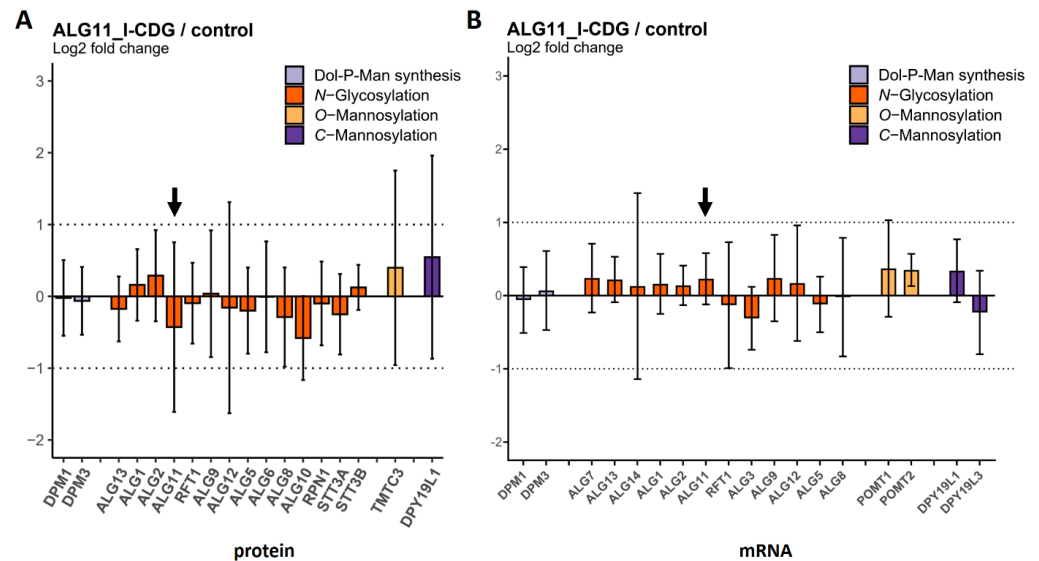 A
ALG11_I-CDG / control
Log2 fold change
Dol-P-Man synthesis
N-Glycosylation
O-Mannosylation
C-Mannosylation
3
2
1
0
−1
−2
DPM1 DPM3 ALG13 ALG1 ALG2 ALG11 RFT1 ALG9 ALG12 ALG5 ALG6 ALG8 ALG10 RPN1 STT3A STT3B TMTC3 DPY19L1
protein
B
ALG11_I-CDG / control
Log2 fold change
Dol-P-Man synthesis
N-Glycosylation
O-Mannosylation
C-Mannosylation
3
2
1
0
-1
-2
DPM1 DPM3 ALG7 ALG13 ALG14 ALG1 ALG2 ALG11 RFT1 ALG3 ALG9 ALG12 ALG5 ALG8 POMT1 POMT2 DPY19L1 DPY19L3
mRNA